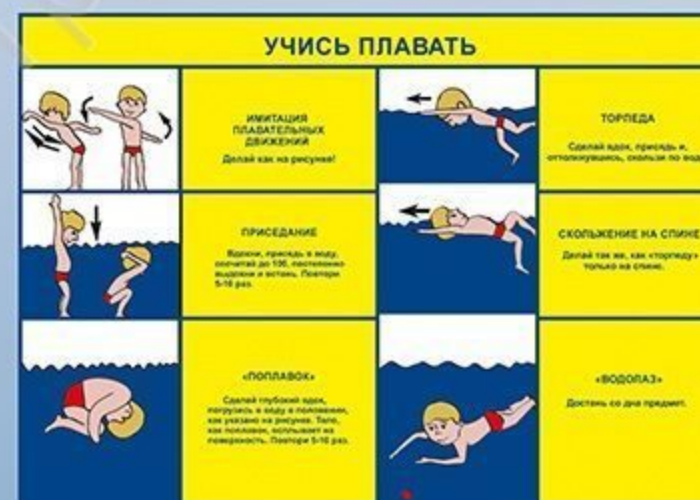 УЧИСЬ ПЛАВАТЬ
ИМИТАЦИЯ
ПЛАВАТЕЛЬНЫХ
ДВИЖЕНИЙ
Делай как на рисунке!
ПРИСЕДАНИЕ
Вдохни, присядь в воду,
сосчитай до 100, постепенно
выдохни и встань. Повтори
5-10 раз.
«ПОПЛАВОК»
Сделай глубокий вдох,
погрузись в воду в положении,
как указано на рисунке. Тело,
как поплавок, всплывет на
поверхность. Повтори 5-10 раз.
ТОРПЕДА
Сделай вдох, присядь и,
оттолкнувшись, скользи по
СКОЛЬЖЕНИЕ НА СПИНЕ
Делай так же, как «торпеду»
только на спине.
«ВОДОЛАЗ»
Достань со дна предмет.